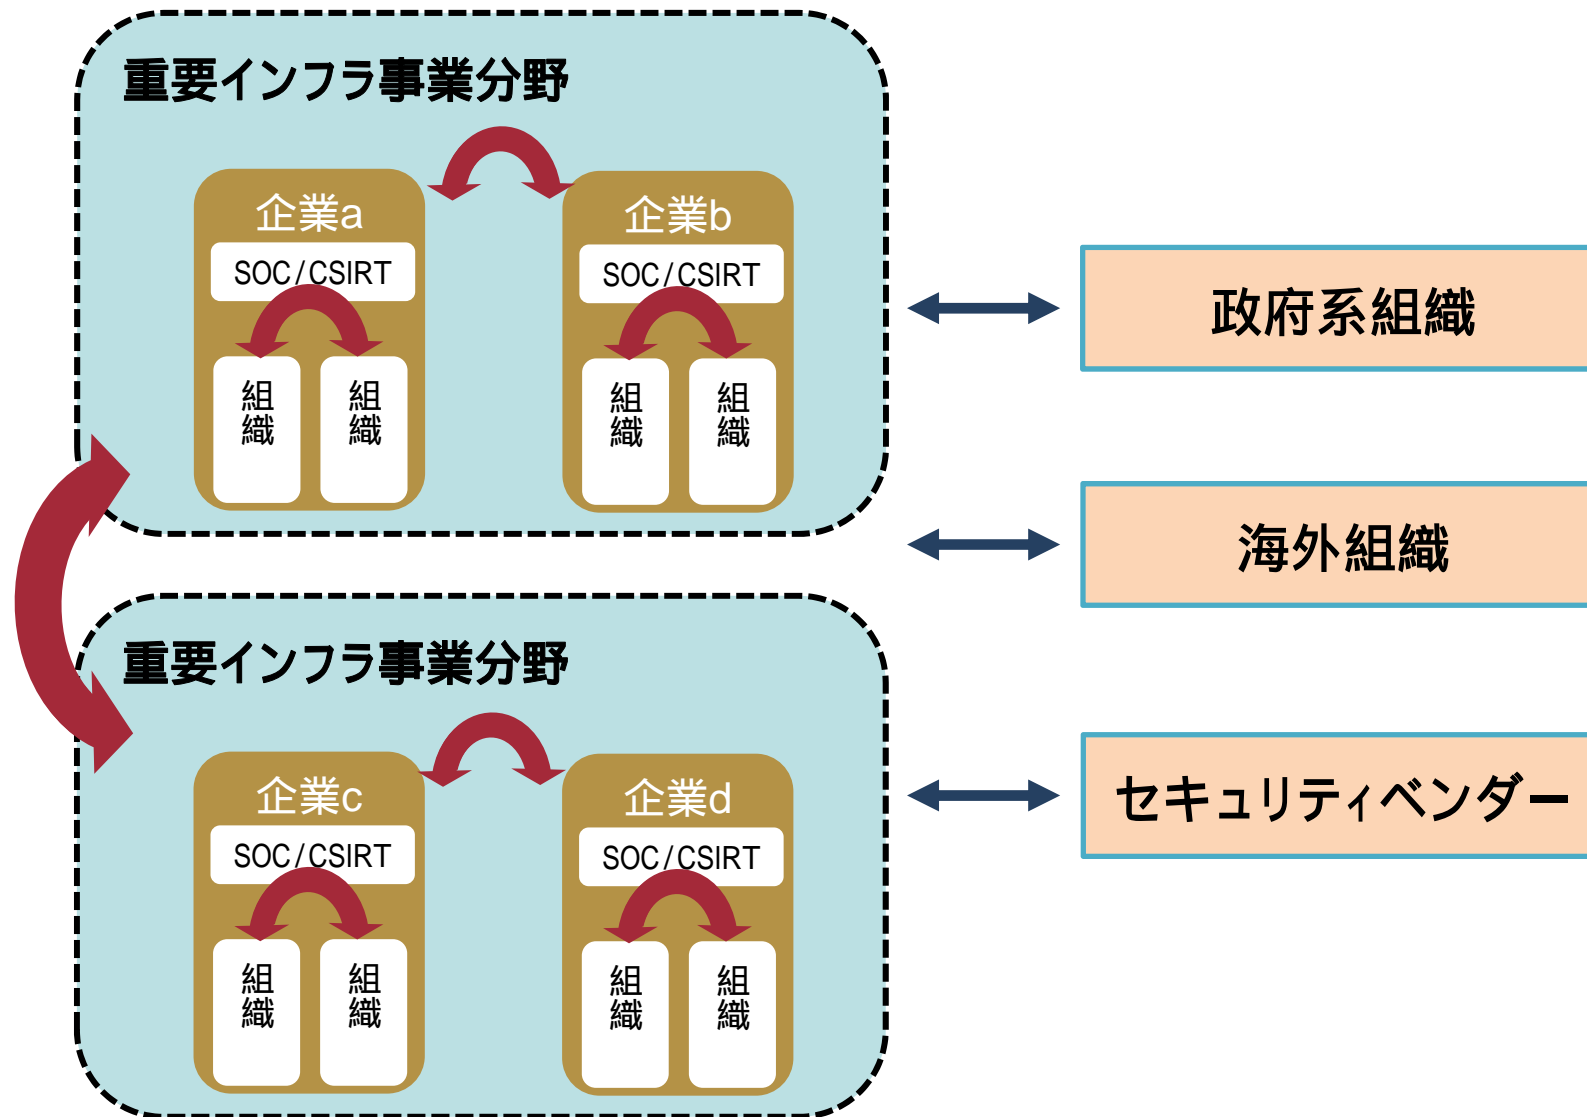 重要インフラ事業分野
企業a
SOC/CSIRT
組織
組織
企業b
SOC/CSIRT
組織
組織
重要インフラ事業分野
企業c
SOC/CSIRT
組織
組織
企業d
SOC/CSIRT
組織
組織
政府系組織
海外組織
セキュリティベンダー